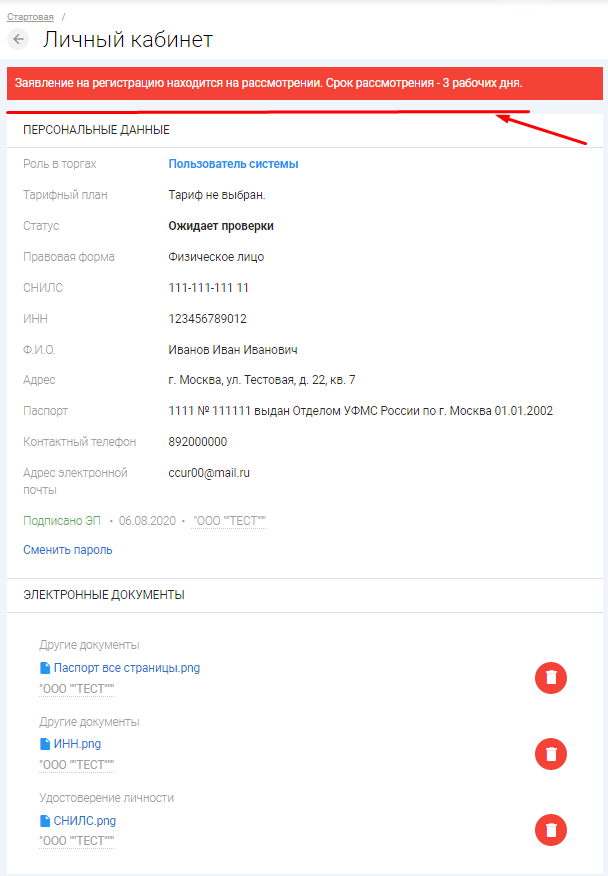 Стартовая /
Личный кабинет
Заявление на регистрацию находится на рассмотрении. Срок рассмотрения - 3 рабочих дня.
ПЕРСОНАЛЬНЫЕ ДАННЫЕ
Роль в торгах Пользователь системы
Тарифный план Тариф не выбран.
Статус Ожидает проверки
Правовая форма Физическое лицо
СНИЛС 111-111-111 11
ИНН 123456789012
Ф.И.О. Иванов Иван Иванович
Адрес г. Москва, ул. Тестовая, д. 22, кв. 7
Паспорт 1111 № 111111 выдан Отделом УФМС России по г. Москва 01.01.2002
Контактный телефон 892000000
Адрес электронной ccur00@mail.ru
почты
Подписано ЭП • 06.08.2020 • "ООО ""ТЕСТ"""
Сменить пароль
ЭЛЕКТРОННЫЕ ДОКУМЕНТЫ
Другие документы
Паспорт все страницы.png
"ООО ""ТЕСТ"""
Другие документы
ИНН.png
"ООО ""ТЕСТ"""
Удостоверение личности
СНИЛС.png
"ООО ""ТЕСТ"""